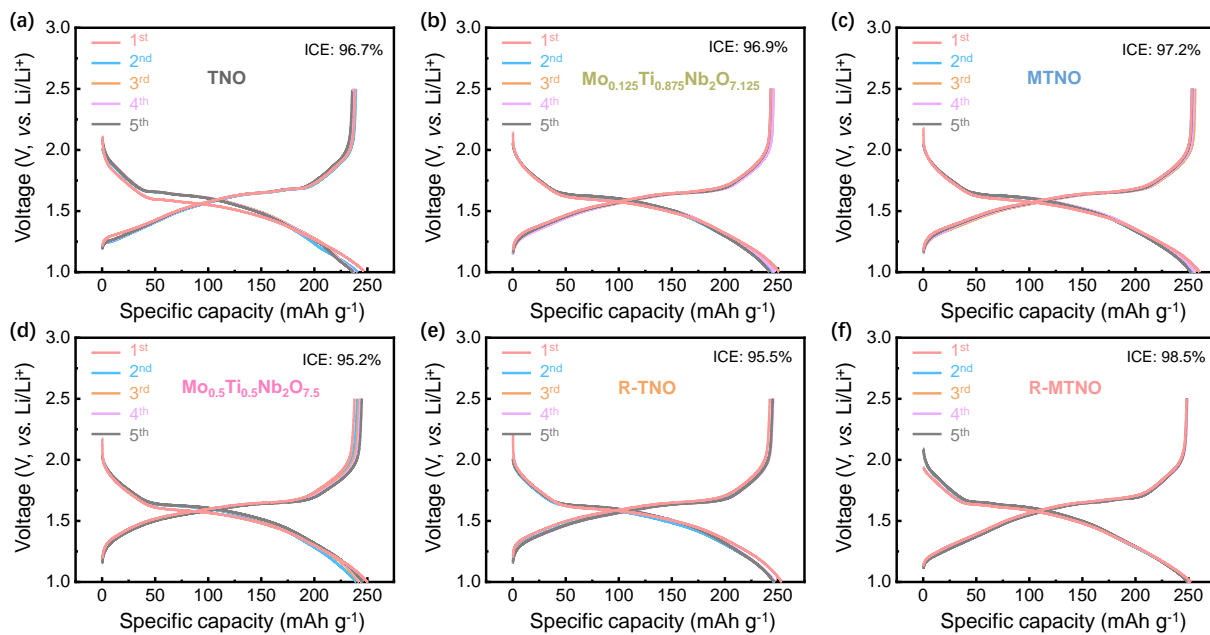 (a)
3.0
2.5
2.0
1.5
1.0
Voltage (V, vs. Li/Li⁺)
1ˢᵗ
2ⁿᵈ
3ʳᵈ
4ᵗʰ
5ᵗʰ
ICE: 96.7%
TNO
0 50 100 150 200 250
Specific capacity (mAh g⁻¹)
(b)
3.0
2.5
2.0
1.5
1.0
Voltage (V, vs. Li/Li⁺)
1ˢᵗ
2ⁿᵈ
3ʳᵈ
4ᵗʰ
5ᵗʰ
ICE: 96.9%
Mo₀.₁₂₅Ti₀.₈₇₅Nb₂O₇.₁₂₅
0 50 100 150 200 250
Specific capacity (mAh g⁻¹)
(c)
3.0
2.5
2.0
1.5
1.0
Voltage (V, vs. Li/Li⁺)
1ˢᵗ
2ⁿᵈ
3ʳᵈ
4ᵗʰ
5ᵗʰ
ICE: 97.2%
MTNO
0 50 100 150 200 250
Specific capacity (mAh g⁻¹)
(d)
3.0
2.5
2.0
1.5
1.0
Voltage (V, vs. Li/Li⁺)
1ˢᵗ
2ⁿᵈ
3ʳᵈ
4ᵗʰ
5ᵗʰ
ICE: 95.2%
Mo₀.₅Ti₀.₅Nb₂O₇.₅
0 50 100 150 200 250
Specific capacity (mAh g⁻¹)
(e)
3.0
2.5
2.0
1.5
1.0
Voltage (V, vs. Li/Li⁺)
1ˢᵗ
2ⁿᵈ
3ʳᵈ
4ᵗʰ
5ᵗʰ
ICE: 95.5%
R-TNO
0 50 100 150 200 250
Specific capacity (mAh g⁻¹)
(f)
3.0
2.5
2.0
1.5
1.0
Voltage (V, vs. Li/Li⁺)
1ˢᵗ
2ⁿᵈ
3ʳᵈ
4ᵗʰ
5ᵗʰ
ICE: 98.5%
R-MTNO
0 50 100 150 200 250
Specific capacity (mAh g⁻¹)